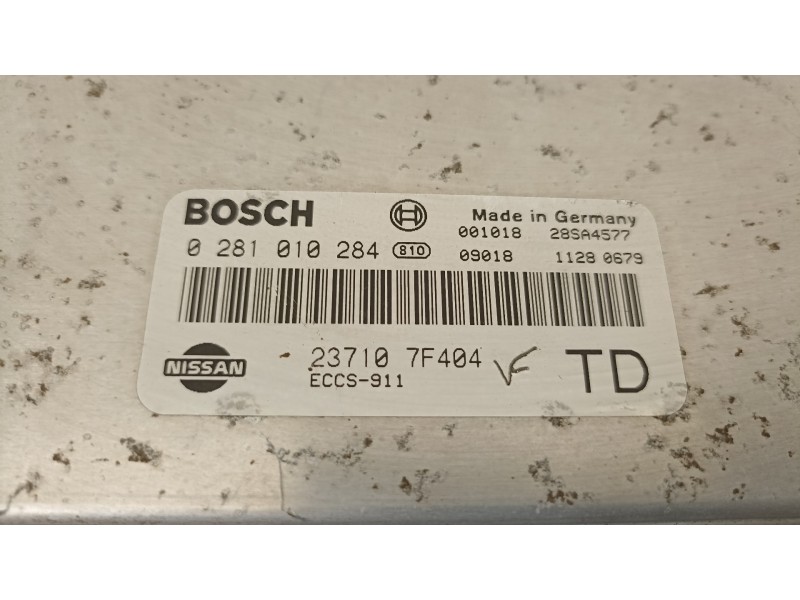 BOSCH Made in Germany
001018 28SA4577
0 281 010 284 810 09018 1128 0679
NISSAN 23710 7F404 VF TD
ECCS-911